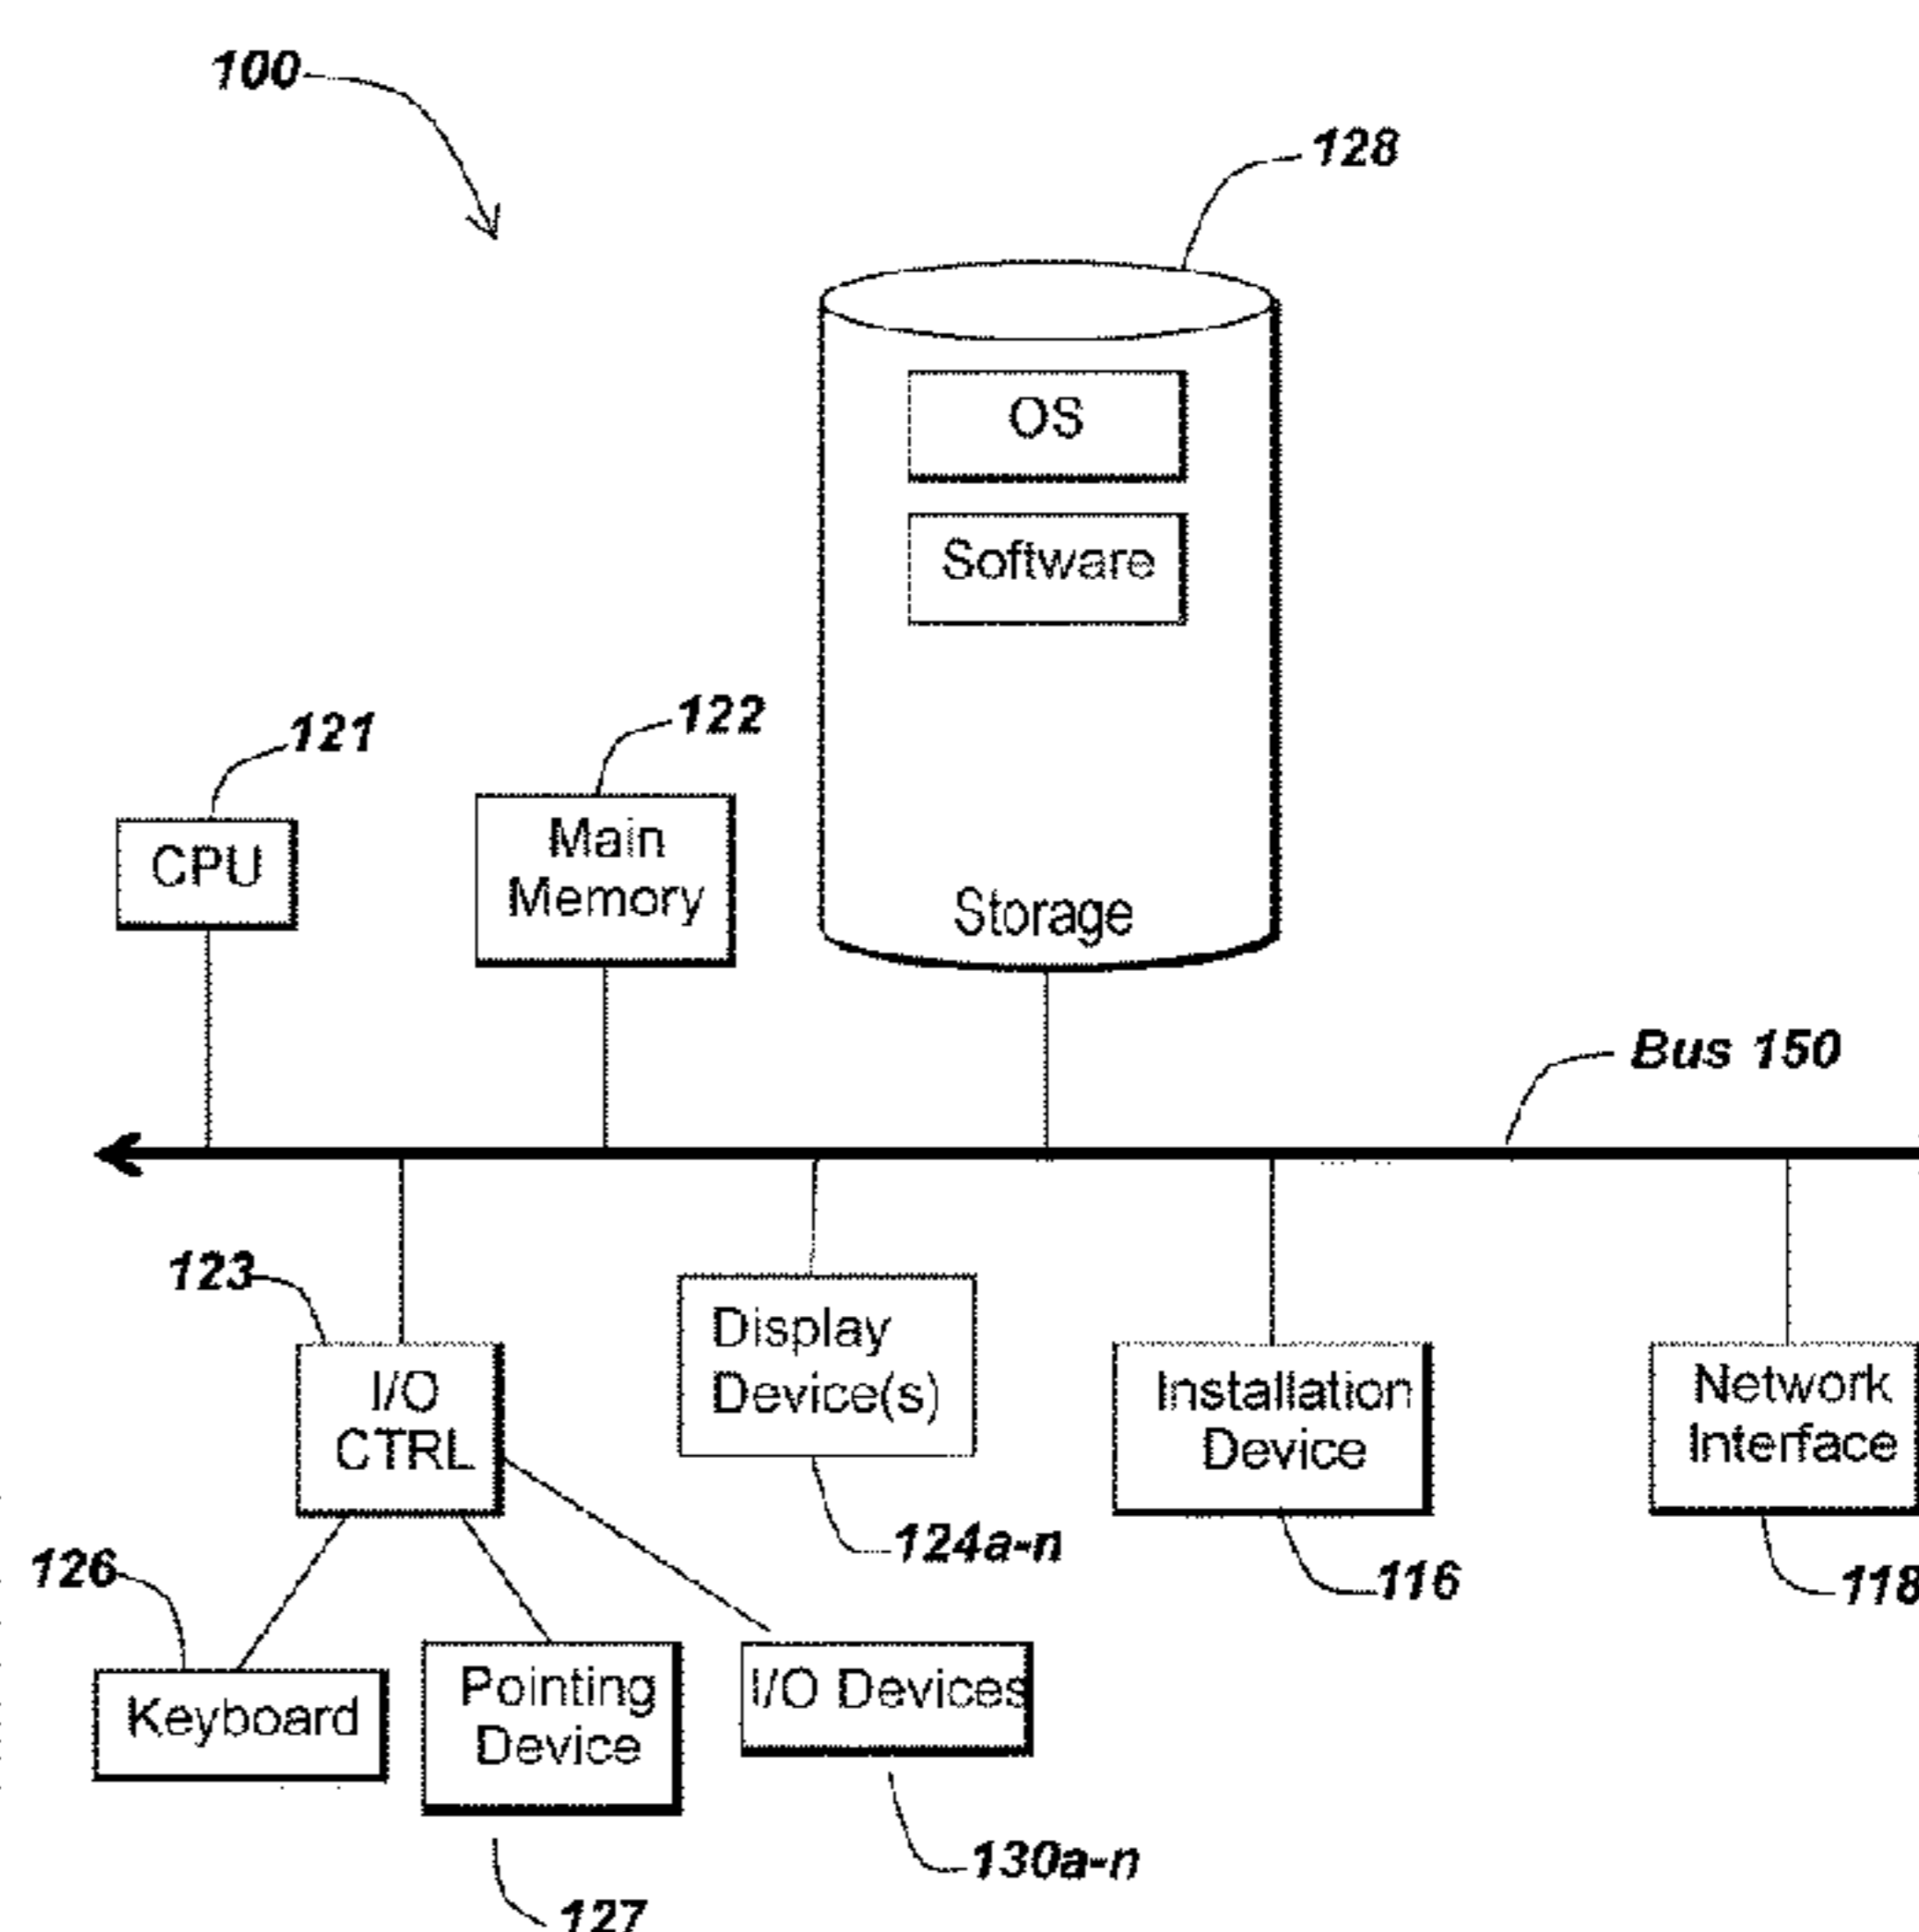 100
128
OS
Software
121
122
CPU
Main
Memory
Storage
Bus 150
123
Display
Device(s)
I/O
CTRL
Installation
Device
Network
Interface
124a-n
126
116
118
Keyboard
Pointing
Device
I/O Devices
130a-n
127